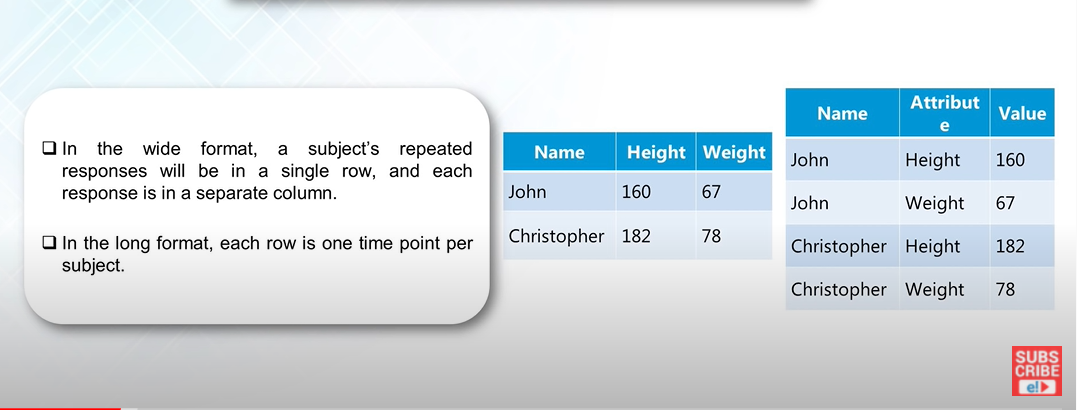 In the wide format, a subject's repeated
responses will be in a single row, and each
response is in a separate column.
In the long format, each row is one time point per
subject.
Name Height Weight
John 160 67
Christopher 182 78
Name Attribut
e Value
John Height 160
John Weight 67
Christopher Height 182
Christopher Weight 78
SUBS
CRIBE
e!